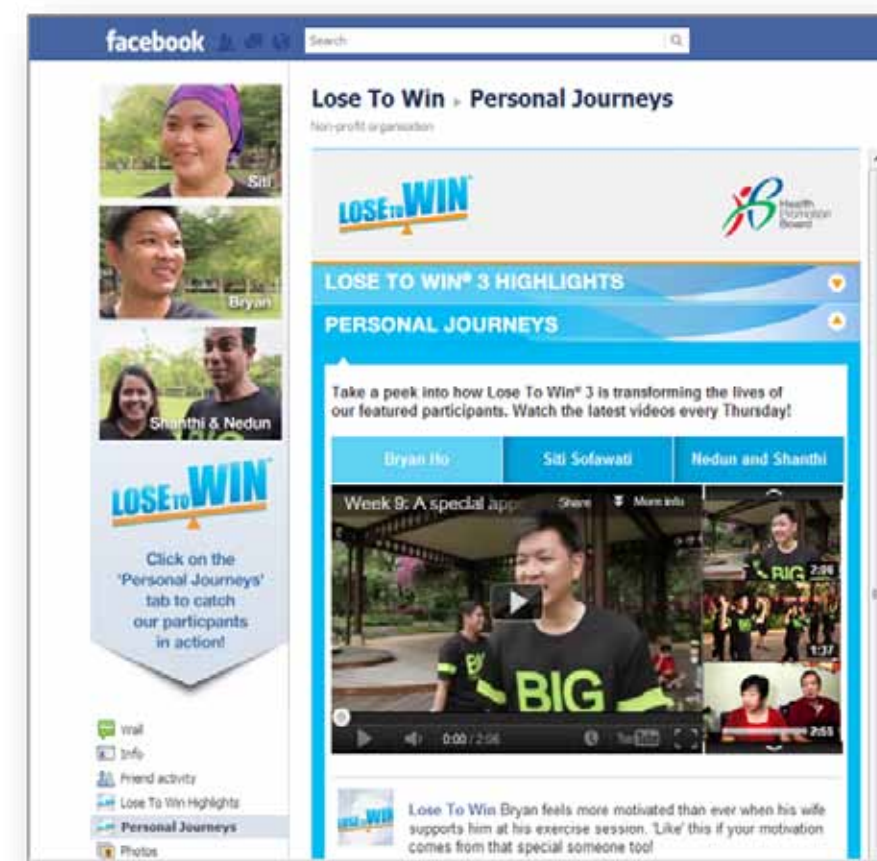 facebook
Search
Siti
Bryan
Shanthi & Nedun
LOSE TO WIN
Click on the
'Personal Journeys'
tab to catch
our particpants
in action!
Wall
Info
Friend activity
Lose To Win Highlights
Personal Journeys
Photos
Lose To Win ▸ Personal Journeys
Non-profit organisation
LOSE TO WIN
Health
Promotion
Board
LOSE TO WIN® 3 HIGHLIGHTS
PERSONAL JOURNEYS
Take a peek into how Lose To Win® 3 is transforming the lives of
our featured participants. Watch the latest videos every Thursday!
Bryan Ho
Siti Sofawati
Nedun and Shanthi
Week 9: A special app
Share
More info
BIG
BIG
2:06
1:37
2:55
0:00 / 2:06
YouTube
LOSE TO WIN
Lose To Win Bryan feels more motivated than ever when his wife
supports him at his exercise session. 'Like' this if your motivation
comes from that special someone too!